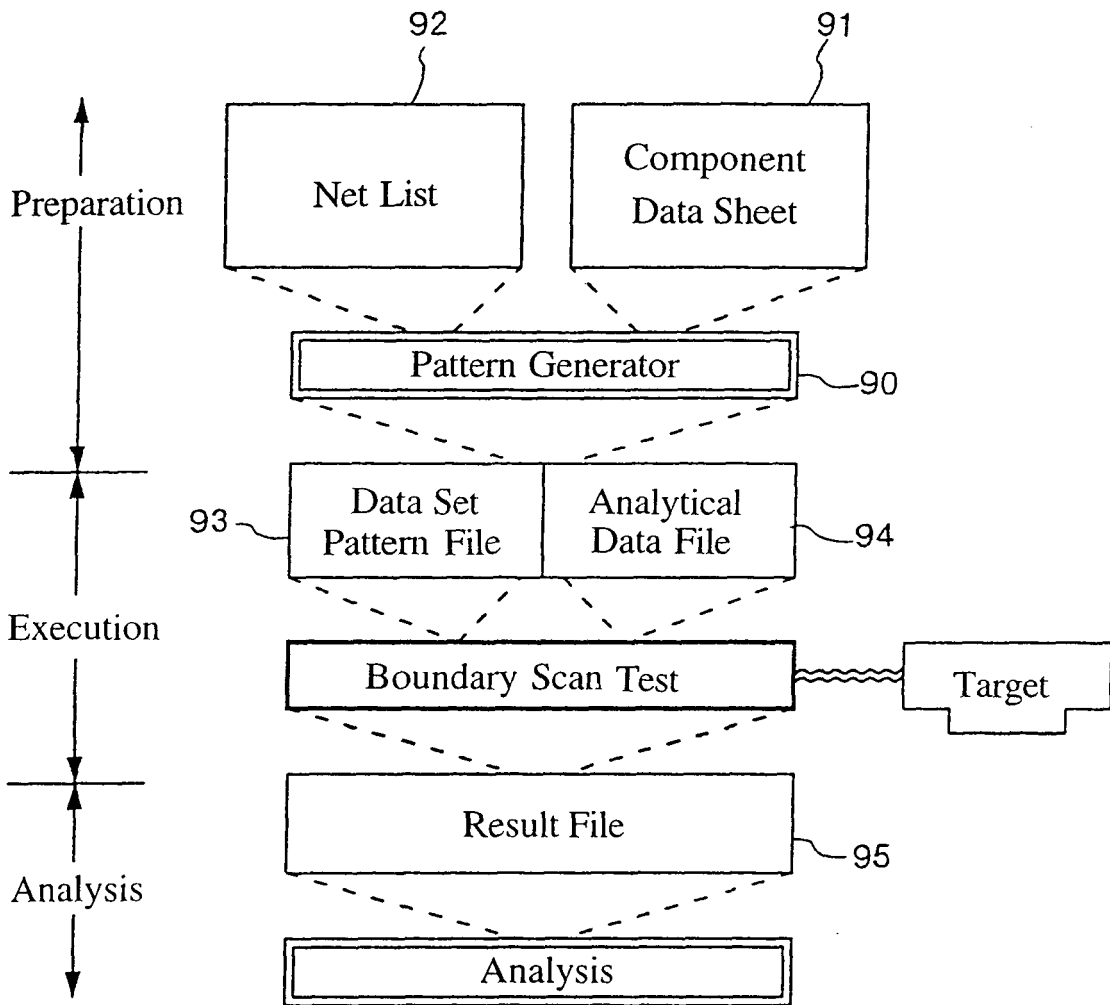 92
91
Preparation
Net List
Component
Data Sheet
Pattern Generator
90
93
Data Set
Pattern File
Analytical
Data File
94
Execution
Boundary Scan Test
Target
Result File
95
Analysis
Analysis